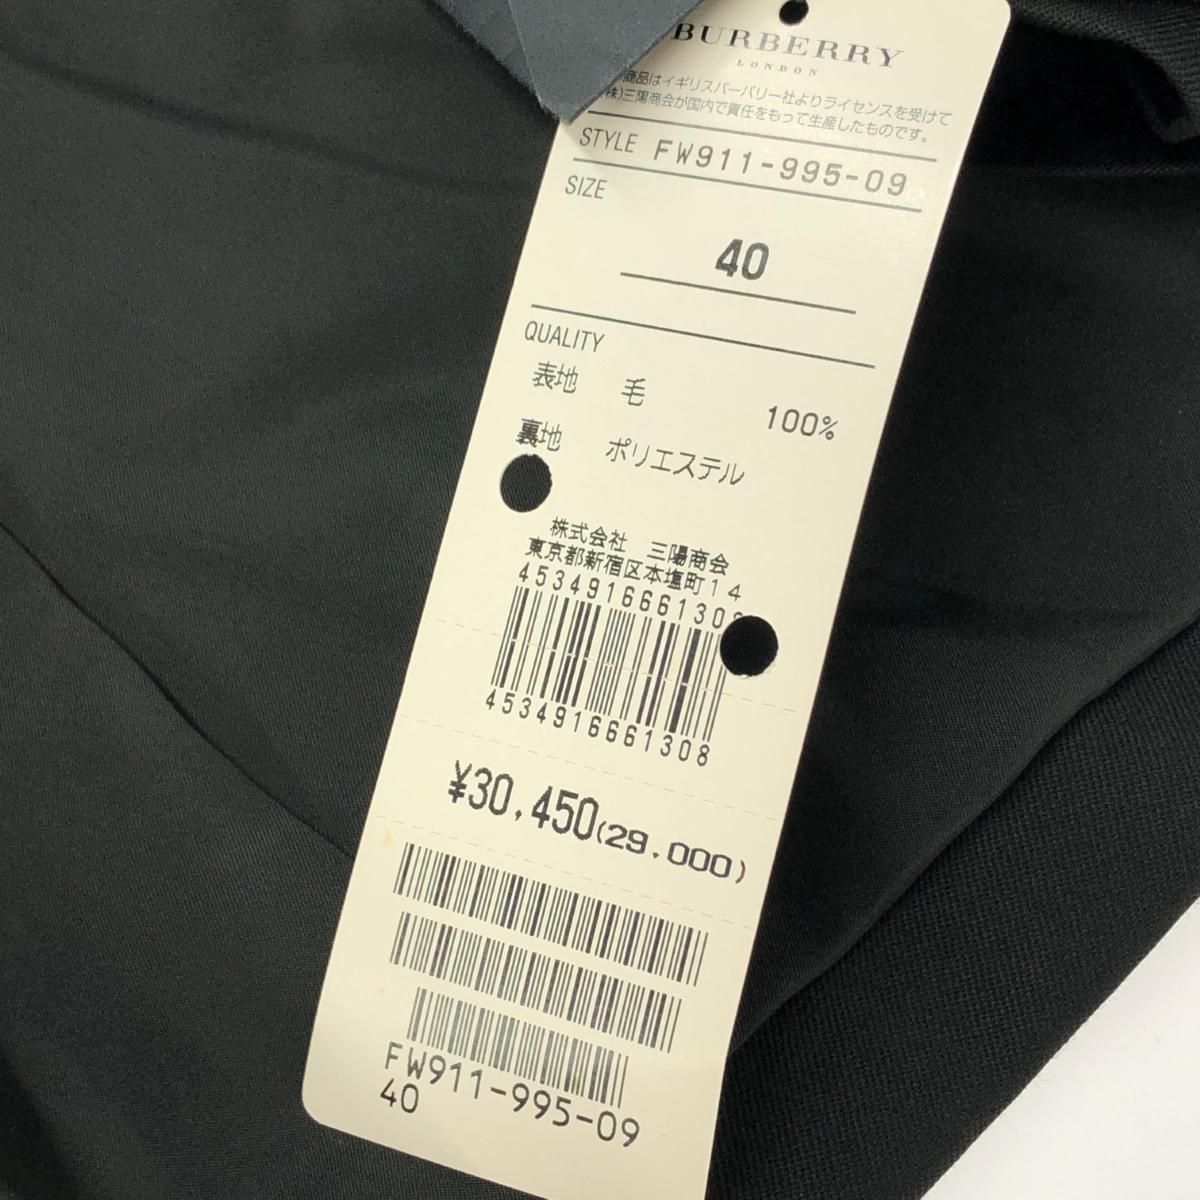 BURBERRY
LONDON
商品はイギリスバーバリー社よりライセンスを受けて
(株)三陽商会が国内で責任をもって生産したものです。
STYLE FW911-995-09
SIZE
40
QUALITY
表地 毛 100%
裏地 ポリエステル
株式会社 三陽商会
東京都新宿区本塩町14
453491666130
4534916661308
¥30,450(29,000)
FW911-995-09
40